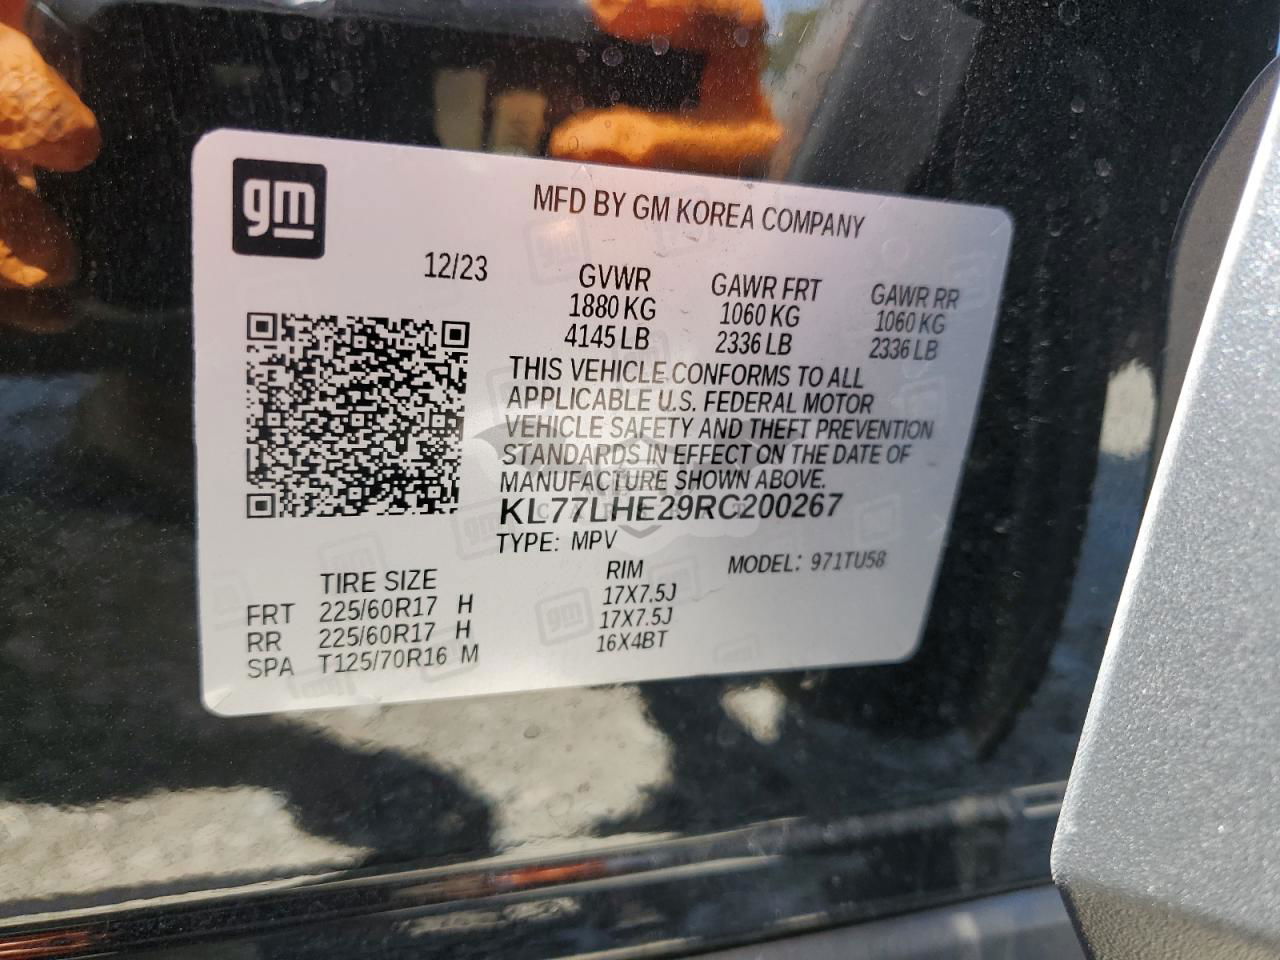 gm
MFD BY GM KOREA COMPANY
12/23
GVWR GAWR FRT GAWR RR
1880 KG 1060 KG 1060 KG
4145 LB 2336 LB 2336 LB
THIS VEHICLE CONFORMS TO ALL
APPLICABLE U.S. FEDERAL MOTOR
VEHICLE SAFETY AND THEFT PREVENTION
STANDARDS IN EFFECT ON THE DATE OF
MANUFACTURE SHOWN ABOVE.
KL77LHE29RC200267
TYPE: MPV MODEL: 971TU58
TIRE SIZE RIM
FRT 225/60R17 H 17X7.5J
RR 225/60R17 H 17X7.5J
SPA T125/70R16 M 16X4BT